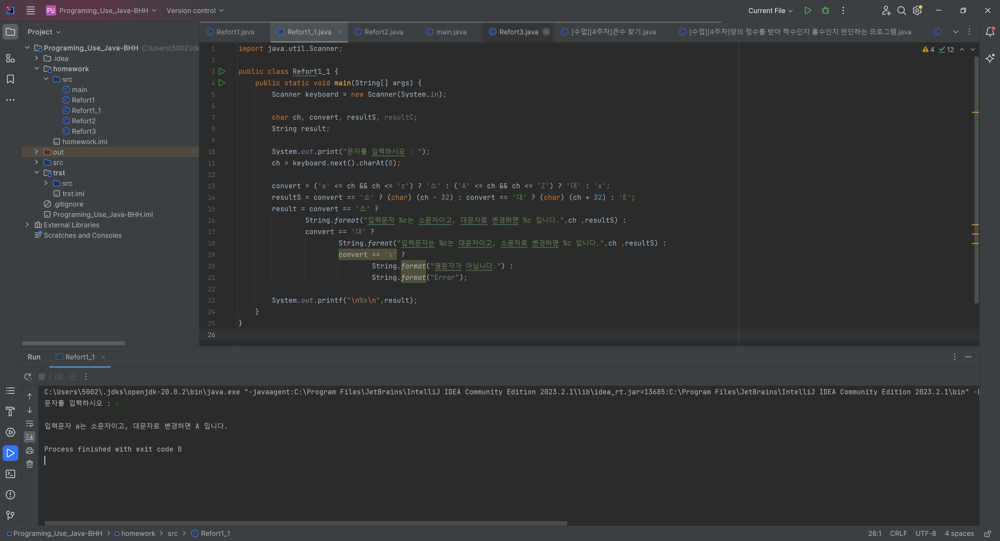 PU Programing_Use_Java-BHH Version control Current File
Project
Refort1.java Refort1_1.java Refort2.java main.java Refort3.java [수업][4주차]큰수 찾기.java [수업][4주차]양의 정수를 받아 짝수인지 홀수인지 판단하는 프로그램.java
Programing_Use_Java-BHH C:\Users\5002\Ide
.idea
homework
src
main
Refort1
Refort1_1
Refort2
Refort3
homework.iml
out
src
trst
src
trst.iml
.gitignore
Programing_Use_Java-BHH.iml
External Libraries
Scratches and Consoles
4 12
1 import java.util.Scanner;
2
3 public class Refort1_1 {
4 public static void main(String[] args) {
5 Scanner keyboard = new Scanner(System.in);
6
7 char ch, convert, resultS, resultC;
8 String result;
9
10 System.out.print("문자를 입력하시오 : ");
11 ch = keyboard.next().charAt(0);
12
13 convert = ('a' <= ch && ch <= 'z') ? '소' : ('A' <= ch && ch <= 'Z') ? '대' : 'x';
14 resultS = convert == '소' ? (char) (ch - 32) : convert == '대' ? (char) (ch + 32) : 'E';
15 result = convert == '소' ?
16 String.format("입력문자 %c는 소문자이고, 대문자로 변경하면 %c 입니다.",ch ,resultS) :
17 convert == '대' ?
18 String.format("입력문자는 %c는 대문자이고, 소문자로 변경하면 %c 입니다.",ch ,resultS) :
19 convert == 'x' ?
20 String.format("영문자가 아닙니다.") :
21 String.format("Error");
22
23 System.out.printf("\n%s\n",result);
24 }
25 }
26
Run Refort1_1
C:\Users\5002\.jdks\openjdk-20.0.2\bin\java.exe "-javaagent:C:\Program Files\JetBrains\IntelliJ IDEA Community Edition 2023.2.1\lib\idea_rt.jar=13685:C:\Program Files\JetBrains\IntelliJ IDEA Community Edition 2023.2.1\bin" -D
문자를 입력하시오 : a
입력문자 a는 소문자이고, 대문자로 변경하면 A 입니다.
Process finished with exit code 0
Programing_Use_Java-BHH > homework > src > Refort1_1 26:1 CRLF UTF-8 4 spaces